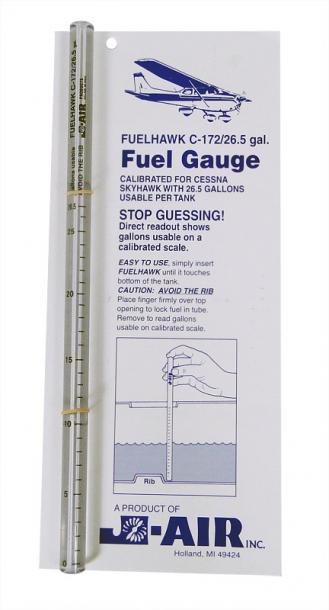 FUELHAWK C-172/26.5 gal.
Fuel Gauge
CALIBRATED FOR CESSNA
SKYHAWK WITH 26.5 GALLONS
USABLE PER TANK
STOP GUESSING!
Direct readout shows
gallons usable on a
calibrated scale.
EASY TO USE, simply insert
FUELHAWK until it touches
bottom of the tank.
CAUTION: AVOID THE RIB
Place finger firmly over top
opening to lock fuel in tube.
Remove to read gallons
usable on calibrated scale.
Rib
A PRODUCT OF
J-AIR INC.
Holland, MI 49424
FUELHAWK C-172/26.5
J-AIR
gallons usable
AVOID THE RIB
26.5
25
20
15
10
5
0